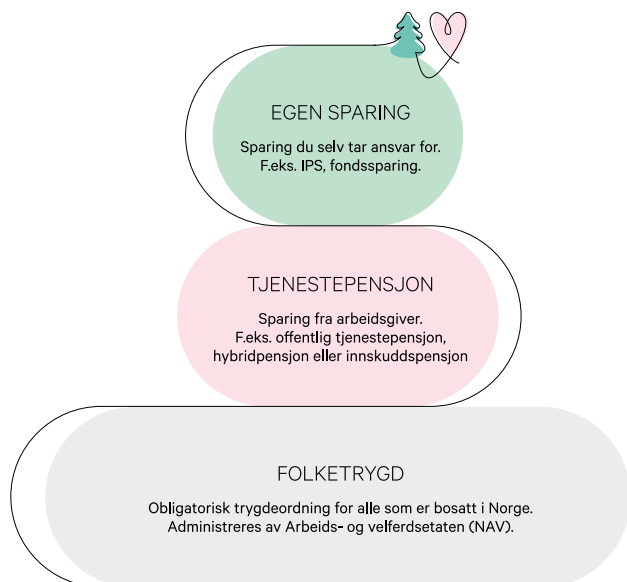 EGEN SPARING
Sparing du selv tar ansvar for.
F.eks. IPS, fondssparing.
TJENESTEPENSJON
Sparing fra arbeidsgiver.
F.eks. offentlig tjenestepensjon,
hybridpensjon eller innskuddspensjon
FOLKETRYGD
Obligatorisk trygdeordning for alle som er bosatt i Norge.
Administreres av Arbeids- og velferdsetaten (NAV).